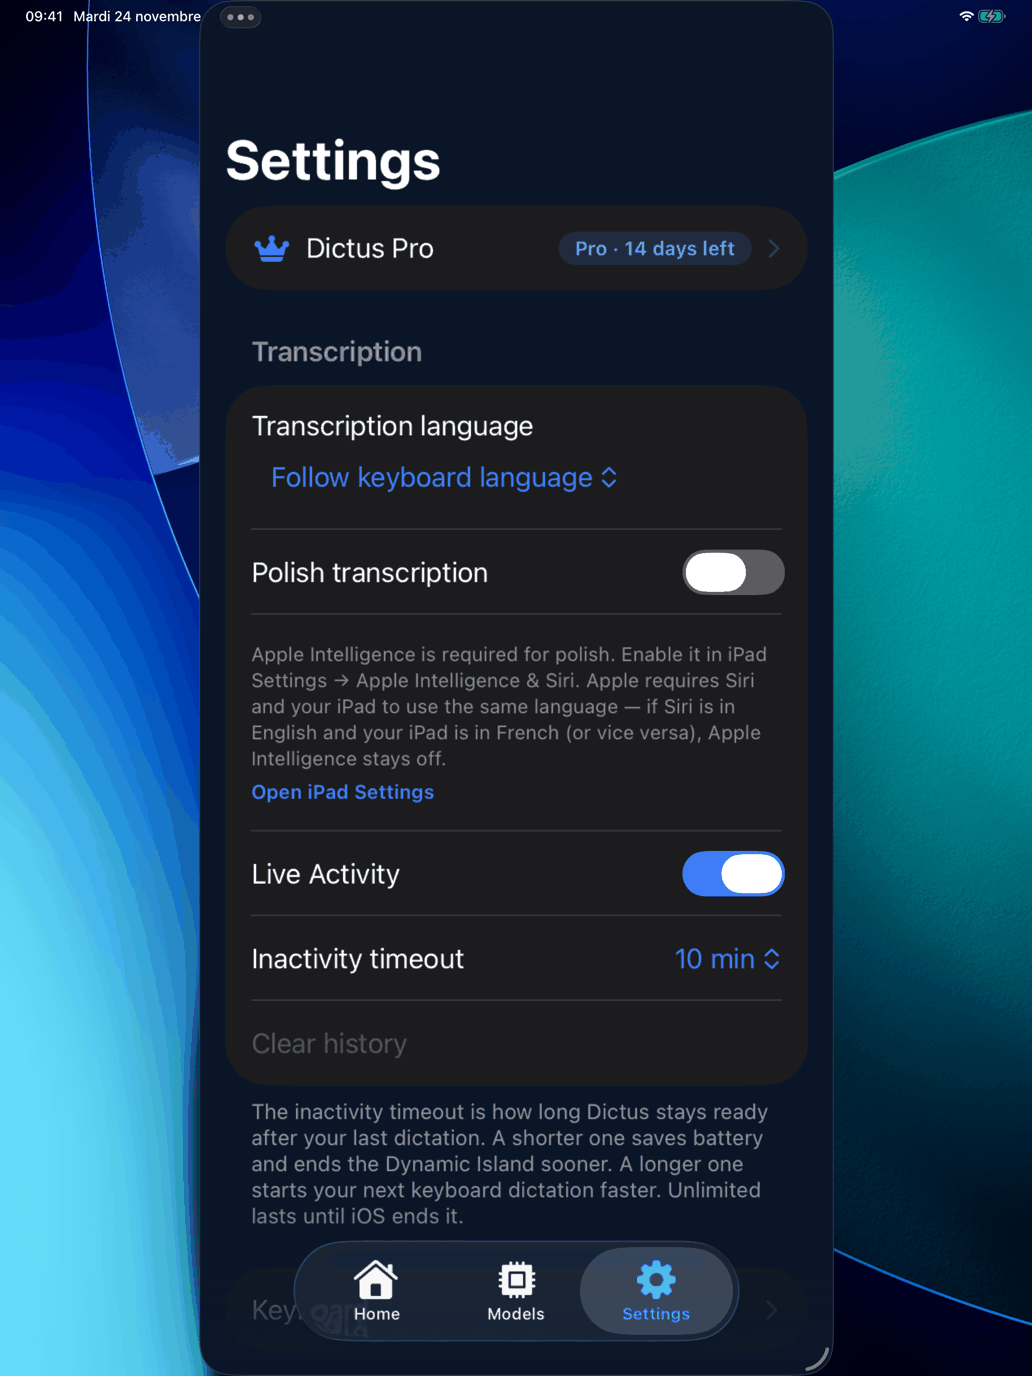 09:41 Mardi 24 novembre
Settings
Dictus Pro
Pro · 14 days left
Transcription
Transcription language
Follow keyboard language
Polish transcription
Apple Intelligence is required for polish. Enable it in iPad
Settings → Apple Intelligence & Siri. Apple requires Siri
and your iPad to use the same language — if Siri is in
English and your iPad is in French (or vice versa), Apple
Intelligence stays off.
Open iPad Settings
Live Activity
Inactivity timeout
10 min
Clear history
The inactivity timeout is how long Dictus stays ready
after your last dictation. A shorter one saves battery
and ends the Dynamic Island sooner. A longer one
starts your next keyboard dictation faster. Unlimited
lasts until iOS ends it.
Home
Models
Settings